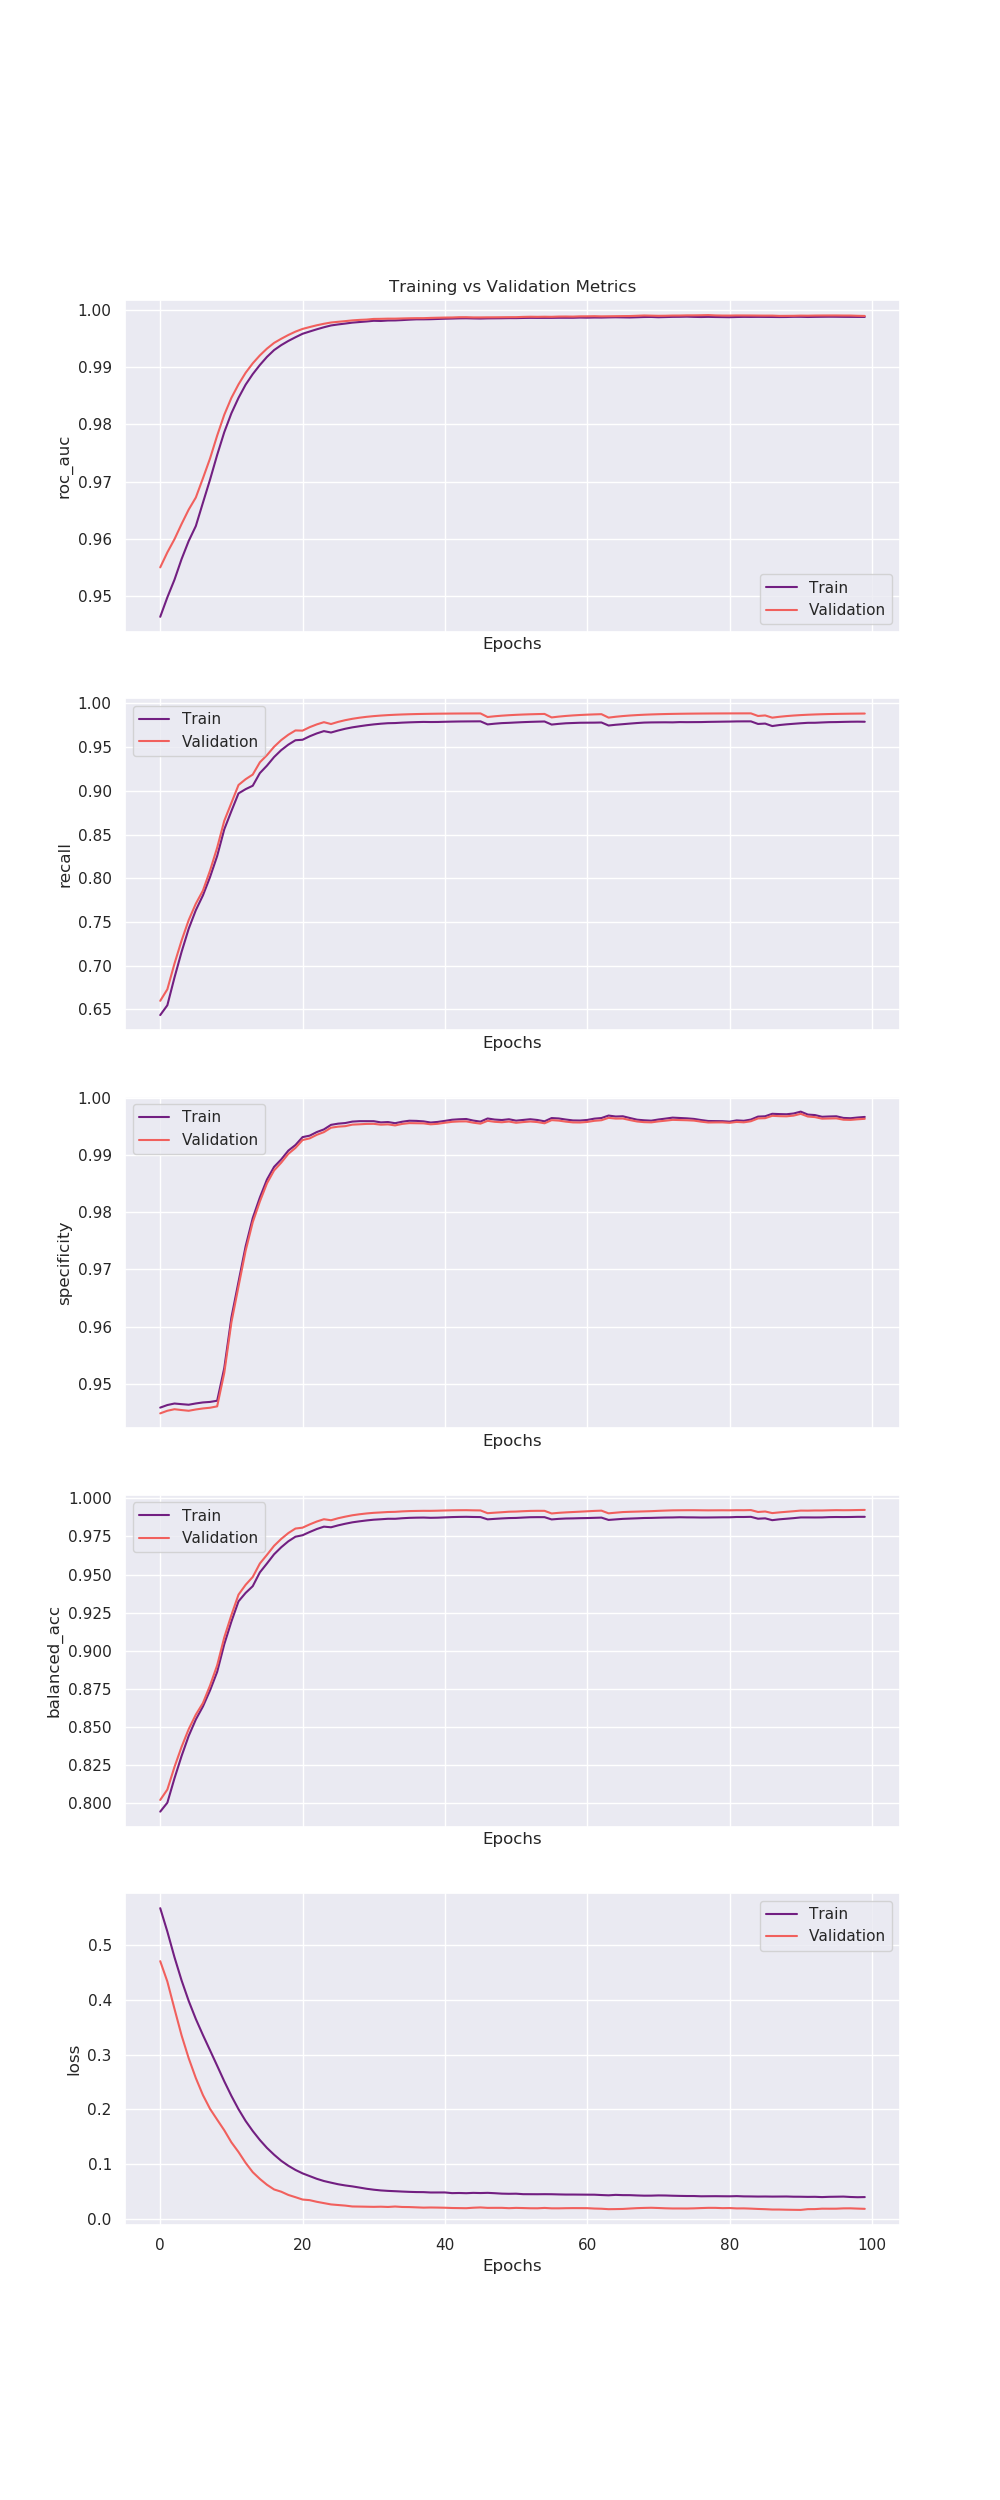 Training vs Validation Metrics
1.00
0.99
0.98
0.97
0.96
0.95
roc_auc
Train
Validation
Epochs
1.00
0.95
0.90
0.85
0.80
0.75
0.70
0.65
recall
Train
Validation
Epochs
1.00
0.99
0.98
0.97
0.96
0.95
specificity
Train
Validation
Epochs
1.000
0.975
0.950
0.925
0.900
0.875
0.850
0.825
0.800
balanced_acc
Train
Validation
Epochs
0.5
0.4
0.3
0.2
0.1
0.0
loss
Train
Validation
0 20 40 60 80 100
Epochs